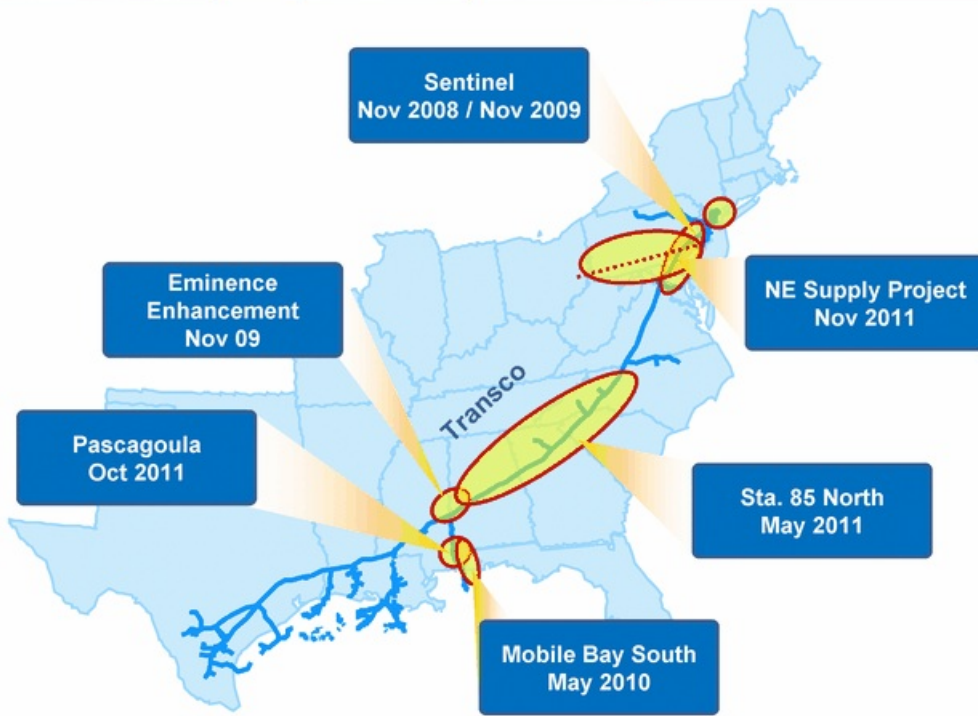 Sentinel
Nov 2008 / Nov 2009
Eminence
Enhancement
Nov 09
NE Supply Project
Nov 2011
Transco
Pascagoula
Oct 2011
Sta. 85 North
May 2011
Mobile Bay South
May 2010